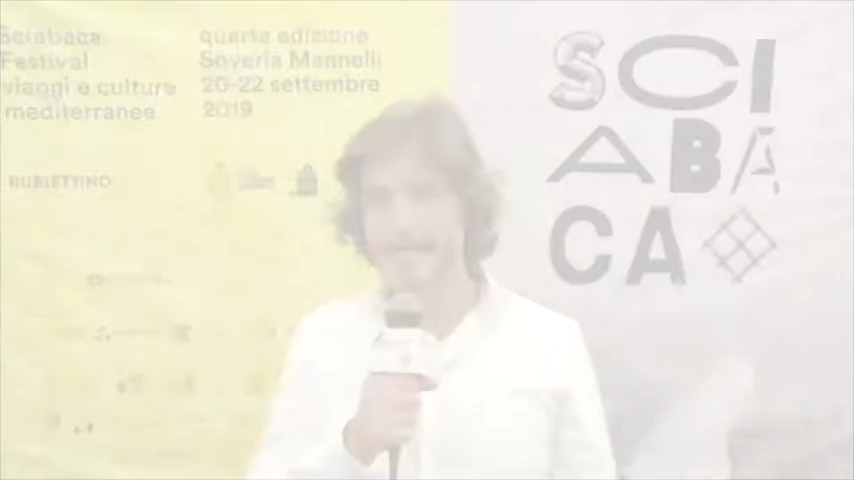 Sciabaca
Festival
viaggi e culture
mediterranee
quarta edizione
Soveria Mannelli
20-22 settembre
2019
RUBBETTINO
SCI
ABA
CA